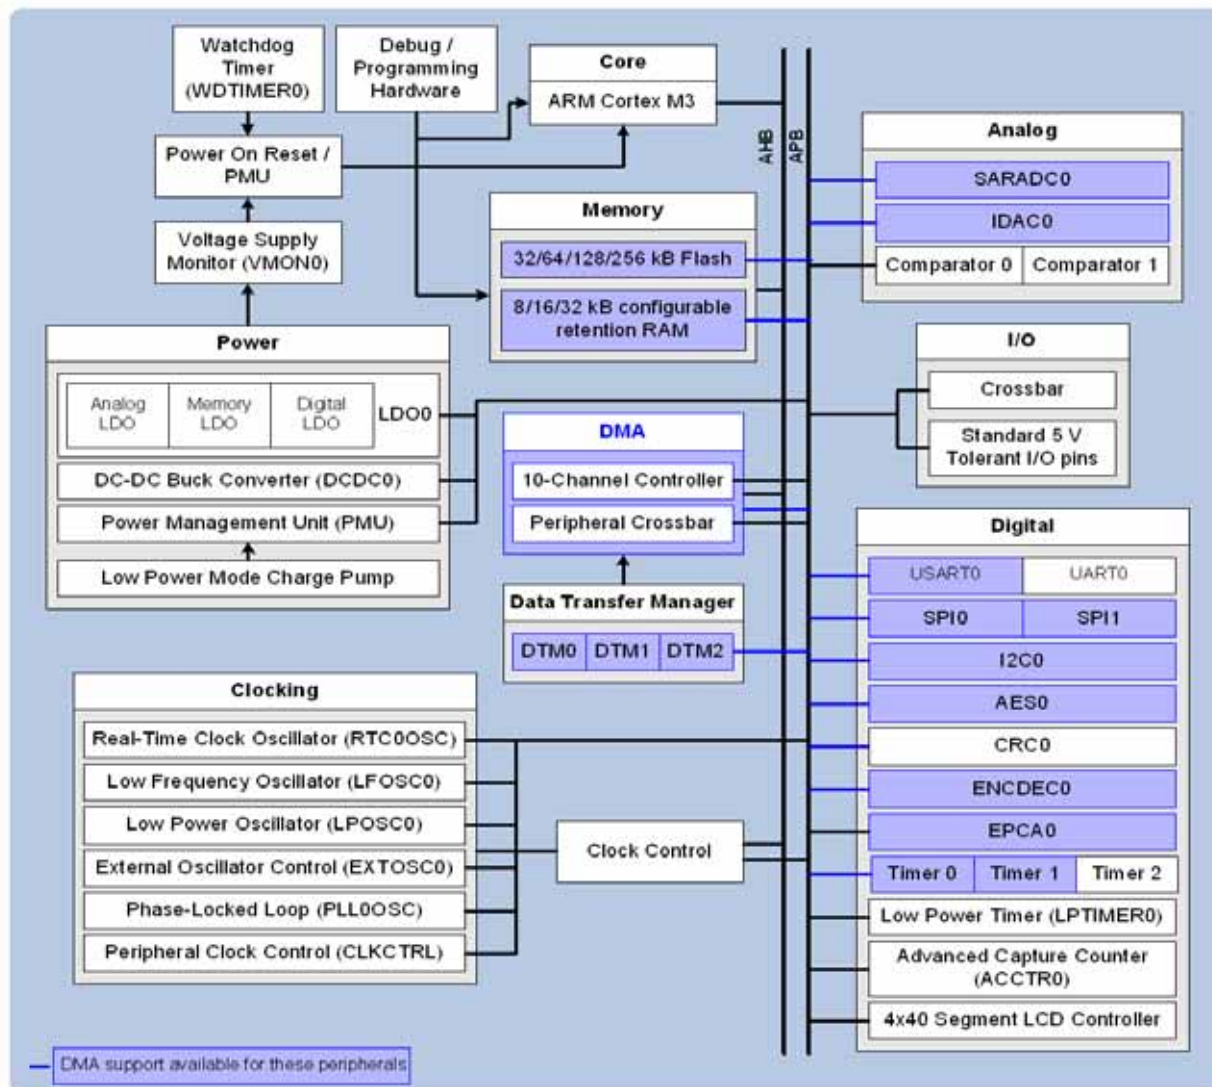 Watchdog
Timer
(WDTIMER0)
Debug /
Programming
Hardware
Core
ARM Cortex M3
Power On Reset /
PMU
Voltage Supply
Monitor (VMON0)
AHB
APB
Memory
32/64/128/256 kB Flash
8/16/32 kB configurable
retention RAM
Analog
SARADC0
IDAC0
Comparator 0
Comparator 1
Power
Analog
LDO
Memory
LDO
Digital
LDO
LDO0
DC-DC Buck Converter (DCDC0)
Power Management Unit (PMU)
Low Power Mode Charge Pump
DMA
10-Channel Controller
Peripheral Crossbar
Data Transfer Manager
DTM0
DTM1
DTM2
I/O
Crossbar
Standard 5 V
Tolerant I/O pins
Clocking
Real-Time Clock Oscillator (RTC0OSC)
Low Frequency Oscillator (LFOSC0)
Low Power Oscillator (LPOSC0)
External Oscillator Control (EXTOSC0)
Phase-Locked Loop (PLL0OSC)
Peripheral Clock Control (CLKCTRL)
Clock Control
Digital
USART0
UART0
SPI0
SPI1
I2C0
AES0
CRC0
ENCDEC0
EPCA0
Timer 0
Timer 1
Timer 2
Low Power Timer (LPTIMER0)
Advanced Capture Counter
(ACCTR0)
4x40 Segment LCD Controller
DMA support available for these peripherals